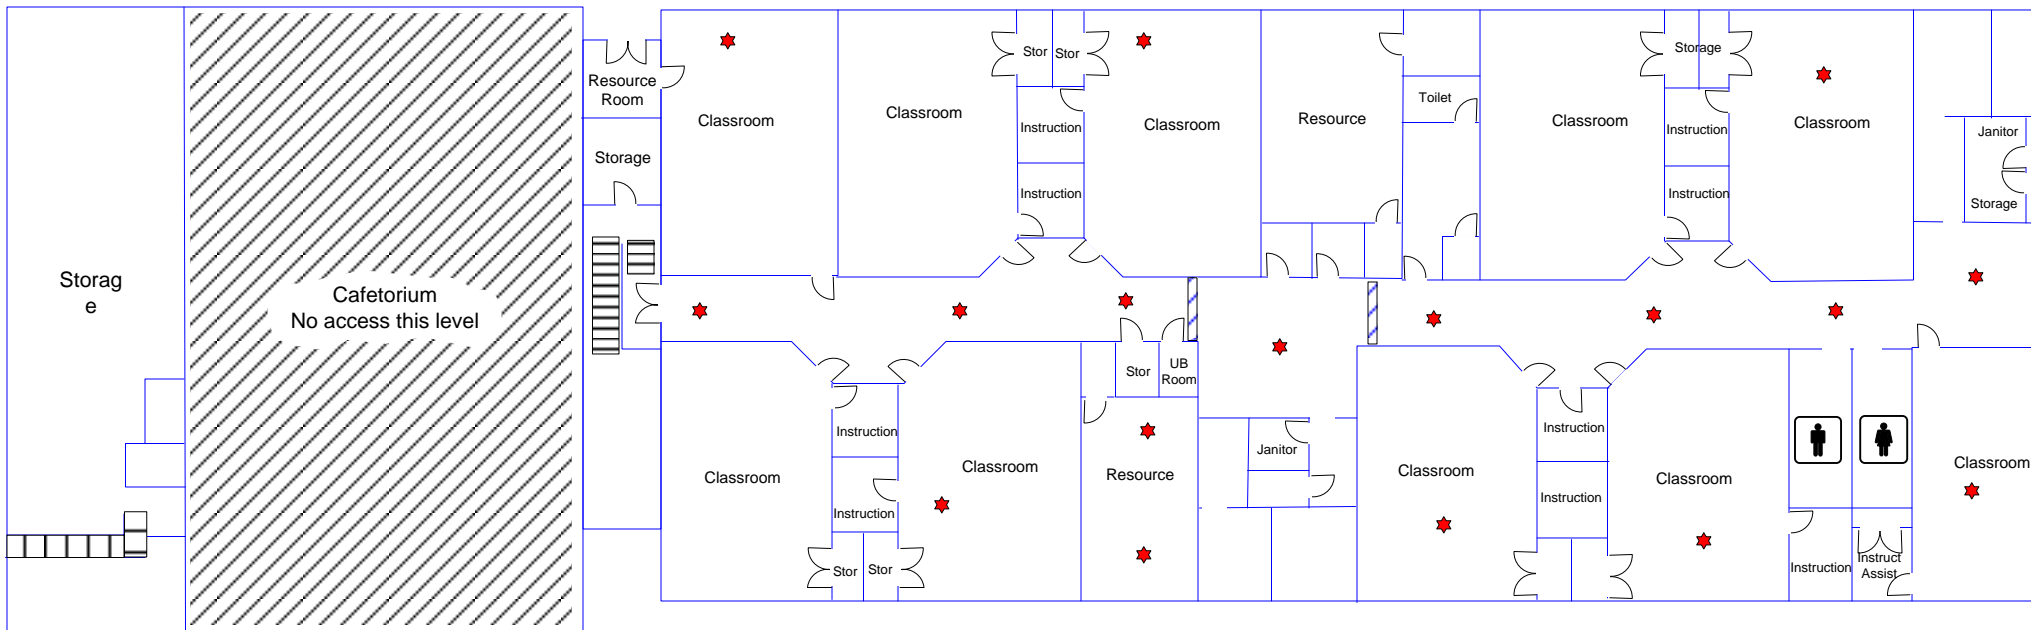 Storag
e
Cafetorium
No access this level
Resource
Room
Storage
Classroom
Classroom
Stor
Stor
Instruction
Instruction
Classroom
Resource
Toilet
Classroom
Storage
Instruction
Instruction
Classroom
Janitor
Storage
Classroom
Instruction
Instruction
Stor
Stor
Classroom
Stor
UB
Room
Resource
Janitor
Classroom
Instruction
Instruction
Classroom
Instruction
Instruct
Assist
Classroom